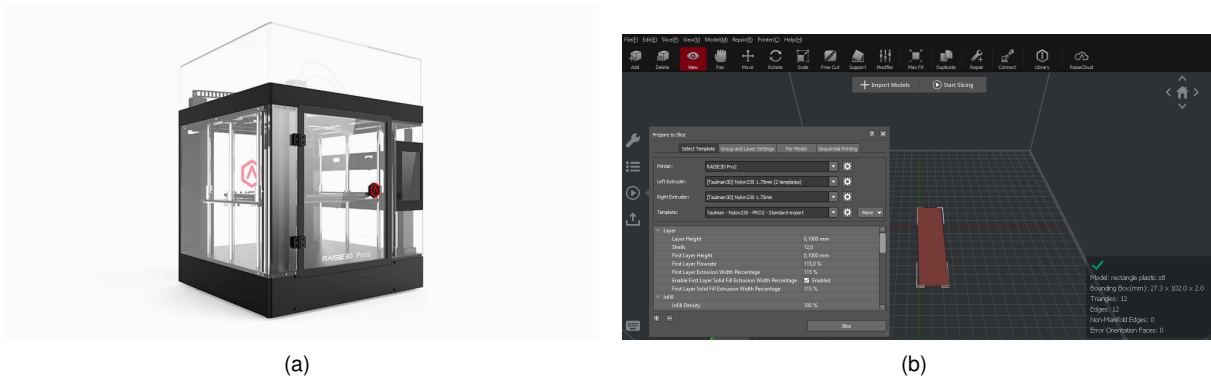 RAISE3D Pro2
(a)
File(F) Edit(E) Slice(P) View(V) Model(M) Repair(R) Printer(C) Help(H)
Add Delete View Pan Move Rotate Scale Free Cut Support Modifier Max Fit Duplicate Repair Connect Library RaiseCloud
Import Models Start Slicing
Prepare to Slice ? ×
Select Template Group and Layer Settings Per-Model Sequential Printing
Printer: RAISE3D Pro2
Left Extruder: [Taulman3D] Nylon230 1.75mm (2 templates)
Right Extruder: [Taulman3D] Nylon230 1.75mm
Template: Taulman - Nylon230 - PRO2 - Standard-export More
Layer
Layer Height 0,1000 mm
Shells 12,0
First Layer Height 0,1000 mm
First Layer Flowrate 115,0 %
First Layer Extrusion Width Percentage 115 %
Enable First Layer Solid Fill Extrusion Width Percentage Enabled
First Layer Solid Fill Extrusion Width Percentage 115 %
Infill
Infill Density 100 %
Slice
Model: rectangle plastic.stl
Bounding Box(mm): 27.3 x 102.0 x 2.0
Triangles: 12
Edges: 12
Non-Manifold Edges: 0
Error Orientation Faces: 0
(b)